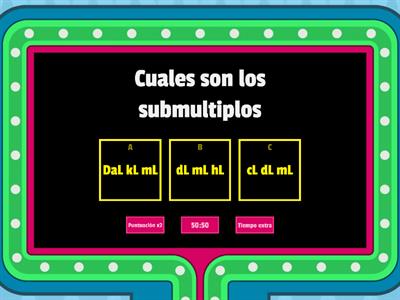 Cuales son los
submultiplos
A
DaL kL mL
B
dL mL hL
C
cL dL mL
Puntuación x2
50:50
Tiempo extra